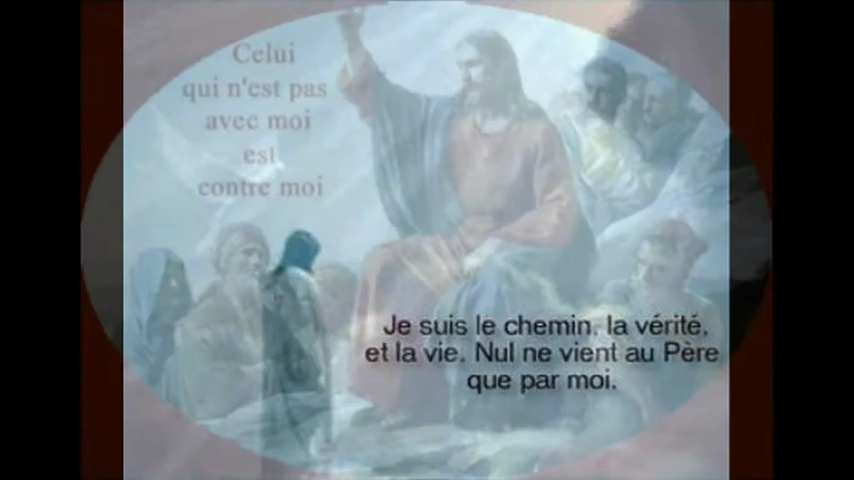 Celui
qui n'est pas
avec moi
est
contre moi
Je suis le chemin, la vérité,
et la vie. Nul ne vient au Père
que par moi.